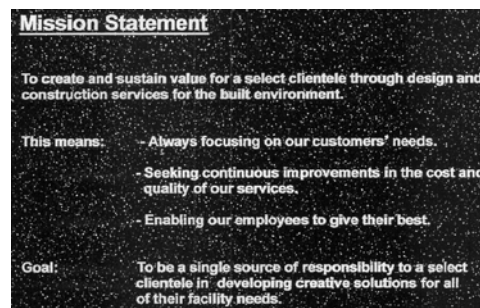 Mission Statement
To create and sustain value for a select clientele through design and
construction services for the built environment.
This means: - Always focusing on our customers' needs.
- Seeking continuous improvements in the cost and
quality of our services.
- Enabling our employees to give their best.
Goal: To be a single source of responsibility to a select
clientele in developing creative solutions for all
of their facility needs.